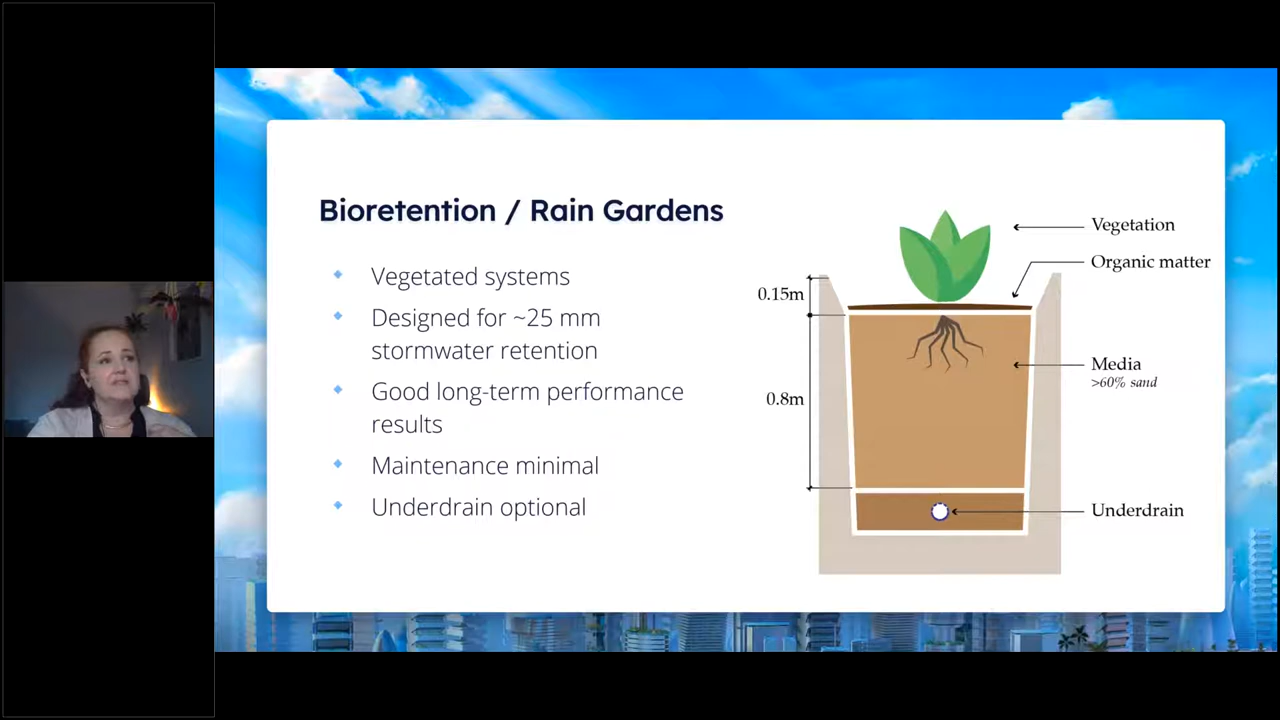 Bioretention / Rain Gardens
Vegetated systems
Designed for ~25 mm
stormwater retention
Good long-term performance
results
Maintenance minimal
Underdrain optional
Vegetation
Organic matter
0.15m
Media
>60% sand
0.8m
Underdrain